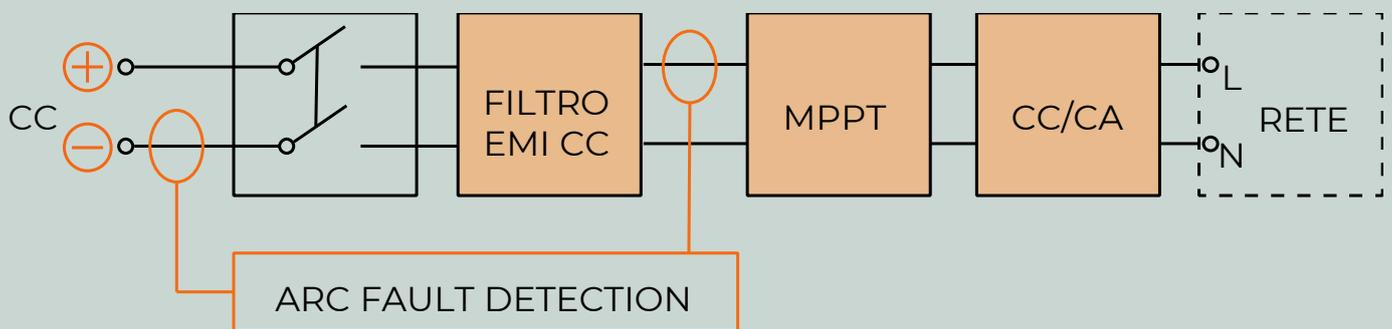 +
CC
−
FILTRO
EMI CC
MPPT
CC/CA
L
RETE
N
ARC FAULT DETECTION